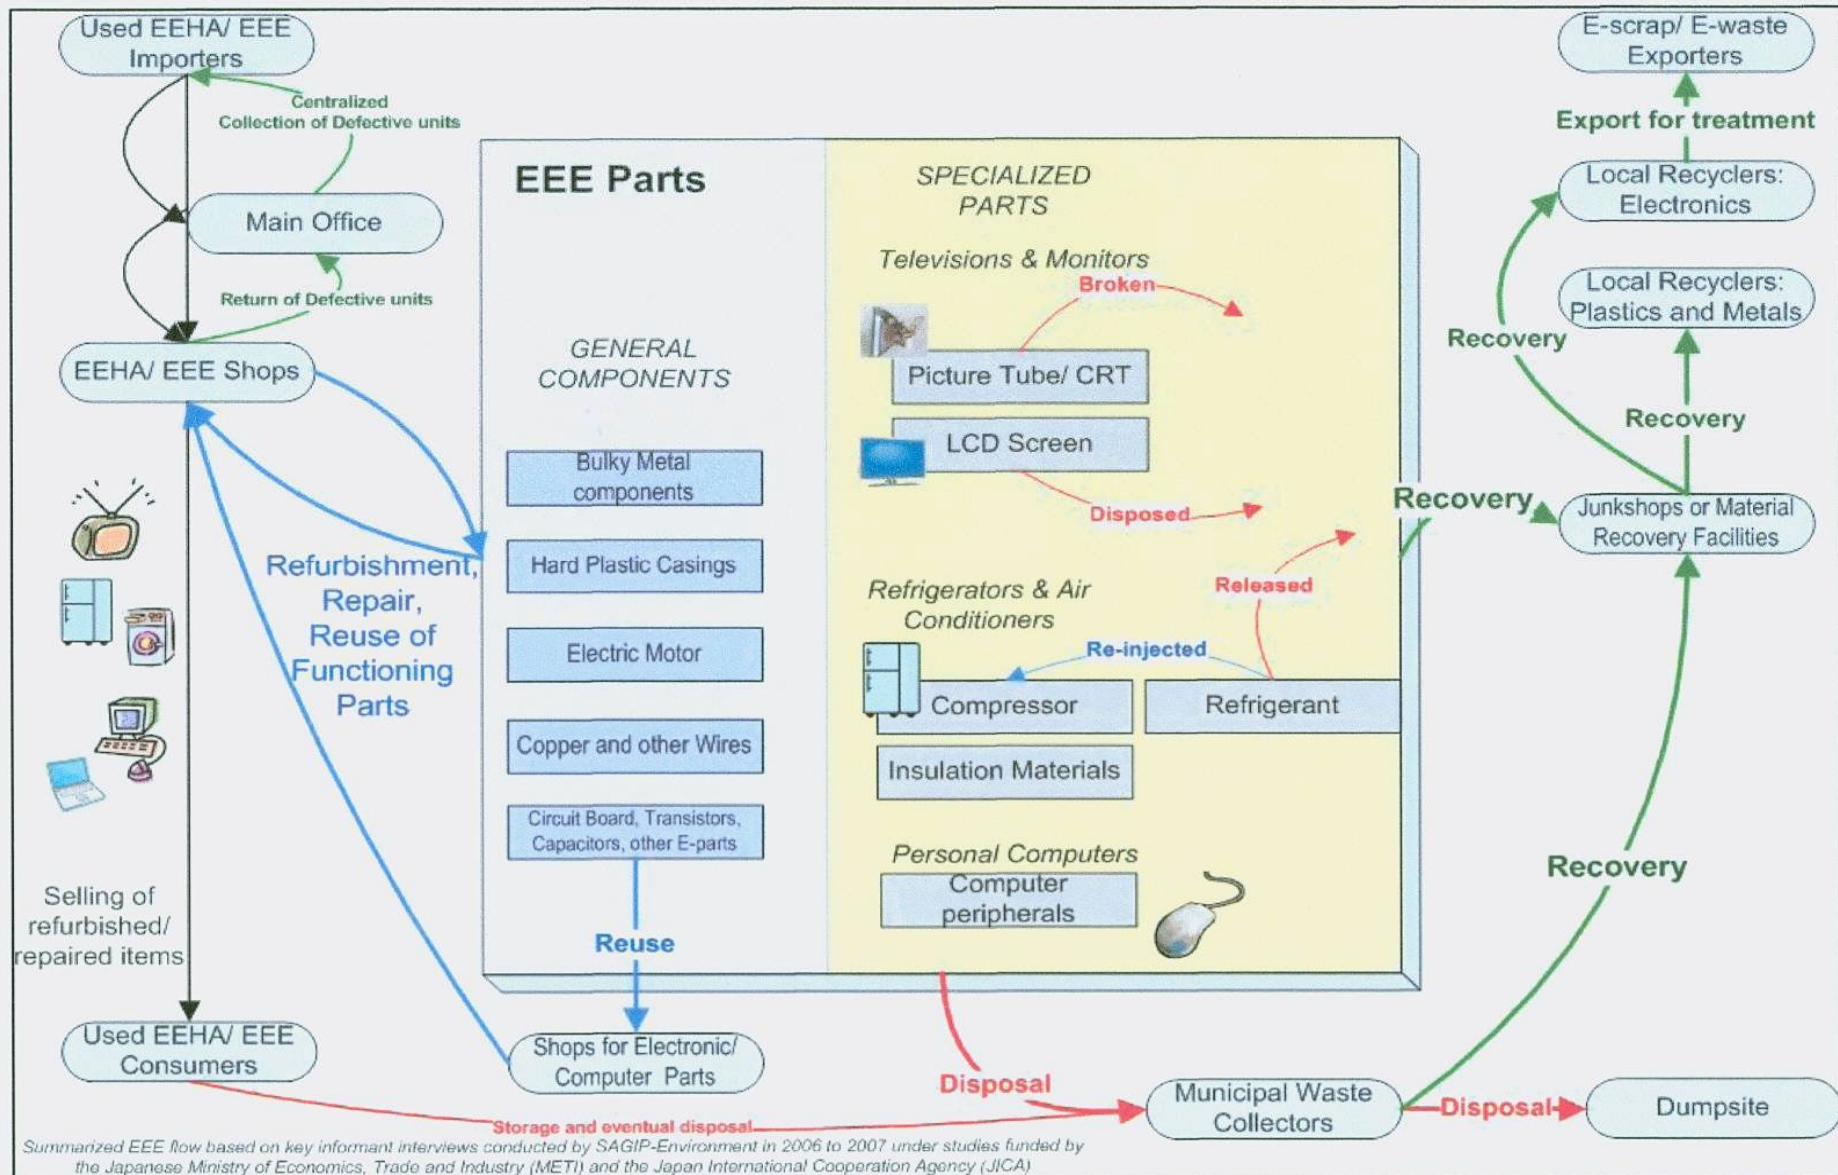 Used EEHA/ EEE
Importers
Centralized
Collection of Defective units
Main Office
Return of Defective units
EEHA/ EEE Shops
Refurbishment,
Repair,
Reuse of
Functioning
Parts
Selling of
refurbished/
repaired items
Used EEHA/ EEE
Consumers
Storage and eventual disposal
EEE Parts
GENERAL
COMPONENTS
Bulky Metal
components
Hard Plastic Casings
Electric Motor
Copper and other Wires
Circuit Board, Transistors,
Capacitors, other E-parts
Reuse
Shops for Electronic/
Computer Parts
SPECIALIZED
PARTS
Televisions & Monitors
Broken
Picture Tube/ CRT
LCD Screen
Disposed
Refrigerators & Air
Conditioners
Released
Re-injected
Compressor
Refrigerant
Insulation Materials
Personal Computers
Computer
peripherals
Disposal
Municipal Waste
Collectors
Disposal
Dumpsite
E-scrap/ E-waste
Exporters
Export for treatment
Local Recyclers:
Electronics
Local Recyclers:
Plastics and Metals
Recovery
Recovery
Recovery
Junkshops or Material
Recovery Facilities
Recovery
Summarized EEE flow based on key informant interviews conducted by SAGIP-Environment in 2006 to 2007 under studies funded by
the Japanese Ministry of Economics, Trade and Industry (METI) and the Japan International Cooperation Agency (JICA)